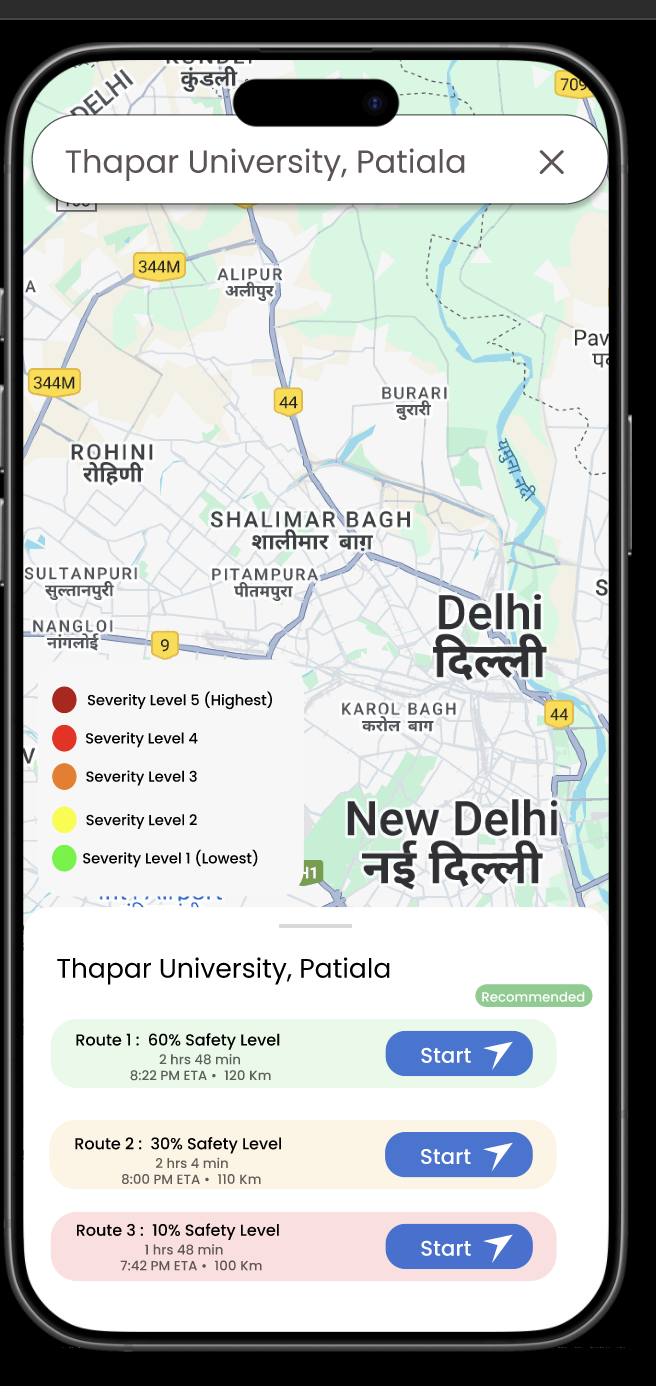 कुंडली
DELHI
709
Thapar University, Patiala
344M
ALIPUR
अलीपुर
A
Pav
344M
44
BURARI
बुरारी
ROHINI
रोहिणी
यमुना नदी
SHALIMAR BAGH
शालीमार बाग़
SULTANPURI
सुल्तानपुरी
PITAMPURA
पीतमपुरा
S
Delhi
दिल्ली
NANGLOI
नांगलोई
9
Severity Level 5 (Highest)
KAROL BAGH
करोल बाग
44
Severity Level 4
V
Severity Level 3
Severity Level 2
New Delhi
नई दिल्ली
Severity Level 1 (Lowest)
H1
Thapar University, Patiala
Recommended
Route 1 : 60% Safety Level
2 hrs 48 min
8:22 PM ETA • 120 Km
Start
Route 2 : 30% Safety Level
2 hrs 4 min
8:00 PM ETA • 110 Km
Start
Route 3 : 10% Safety Level
1 hrs 48 min
7:42 PM ETA • 100 Km
Start